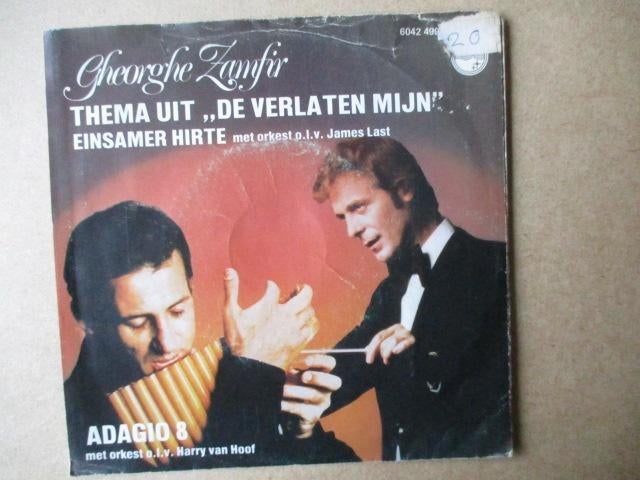 6042 499
20
Gheorghe Zamfir
THEMA UIT „DE VERLATEN MIJN"
EINSAMER HIRTE met orkest o.l.v. James Last
ADAGIO 8
met orkest o.l.v. Harry van Hoof